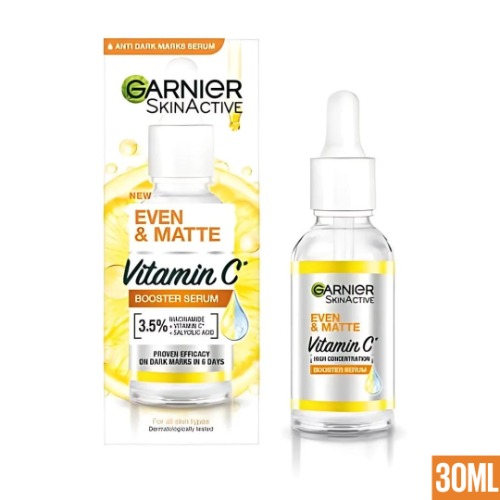 ANTI DARK MARKS SERUM
GARNIER
SKINACTIVE
NEW
EVEN
& MATTE
Vitamin C*
BOOSTER SERUM
3.5%
NIACINAMIDE
+ VITAMIN C*
+ SALYCILIC ACID
PROVEN EFFICACY
ON DARK MARKS IN 6 DAYS
For all skin types
Dermatologically tested
GARNIER
SKINACTIVE
EVEN
& MATTE
Vitamin C*
HIGH CONCENTRATION
BOOSTER SERUM
30ML